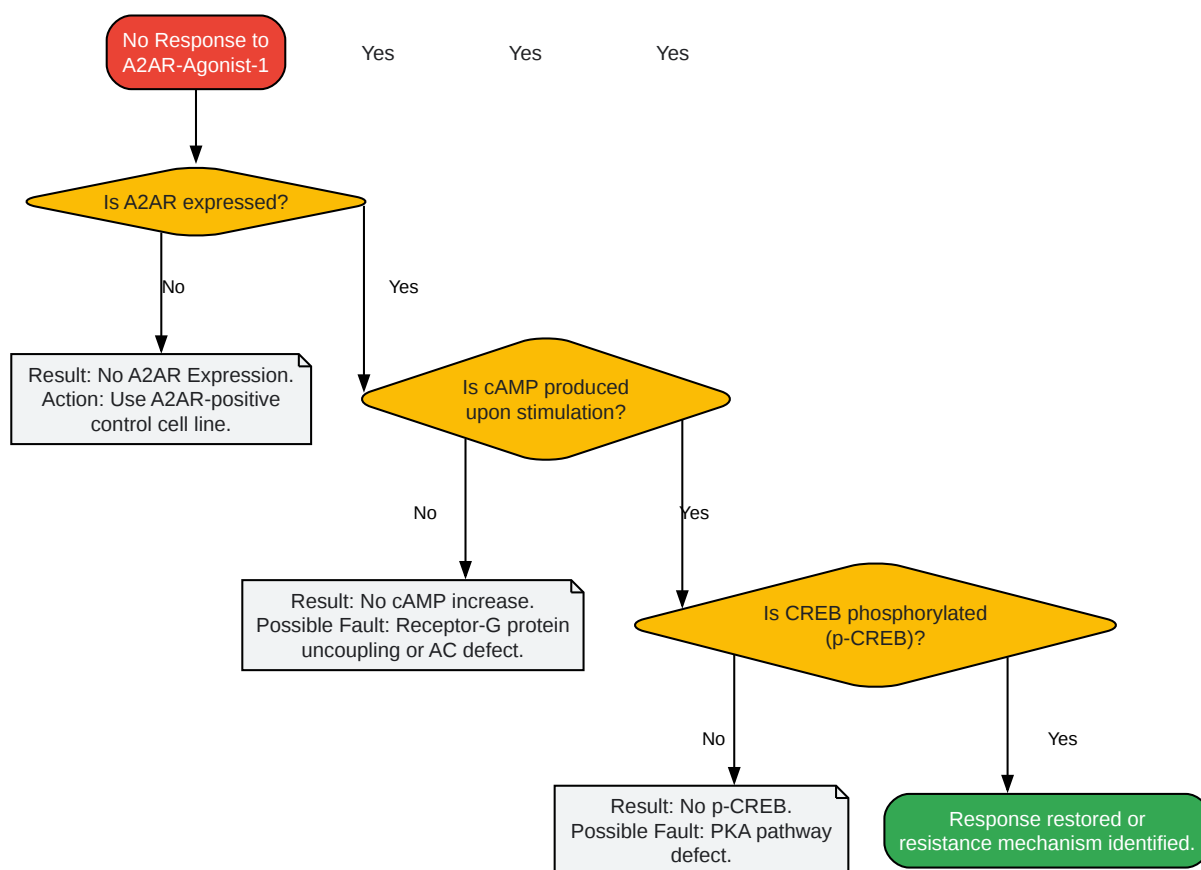 No Response to
A2AR-Agonist-1
Yes
Yes
Yes
Is A2AR expressed?
No
Yes
Result: No A2AR Expression.
Action: Use A2AR-positive
control cell line.
Is cAMP produced
upon stimulation?
No
Yes
Result: No cAMP increase.
Possible Fault: Receptor-G protein
uncoupling or AC defect.
Is CREB phosphorylated
(p-CREB)?
No
Yes
Result: No p-CREB.
Possible Fault: PKA pathway
defect.
Response restored or
resistance mechanism identified.